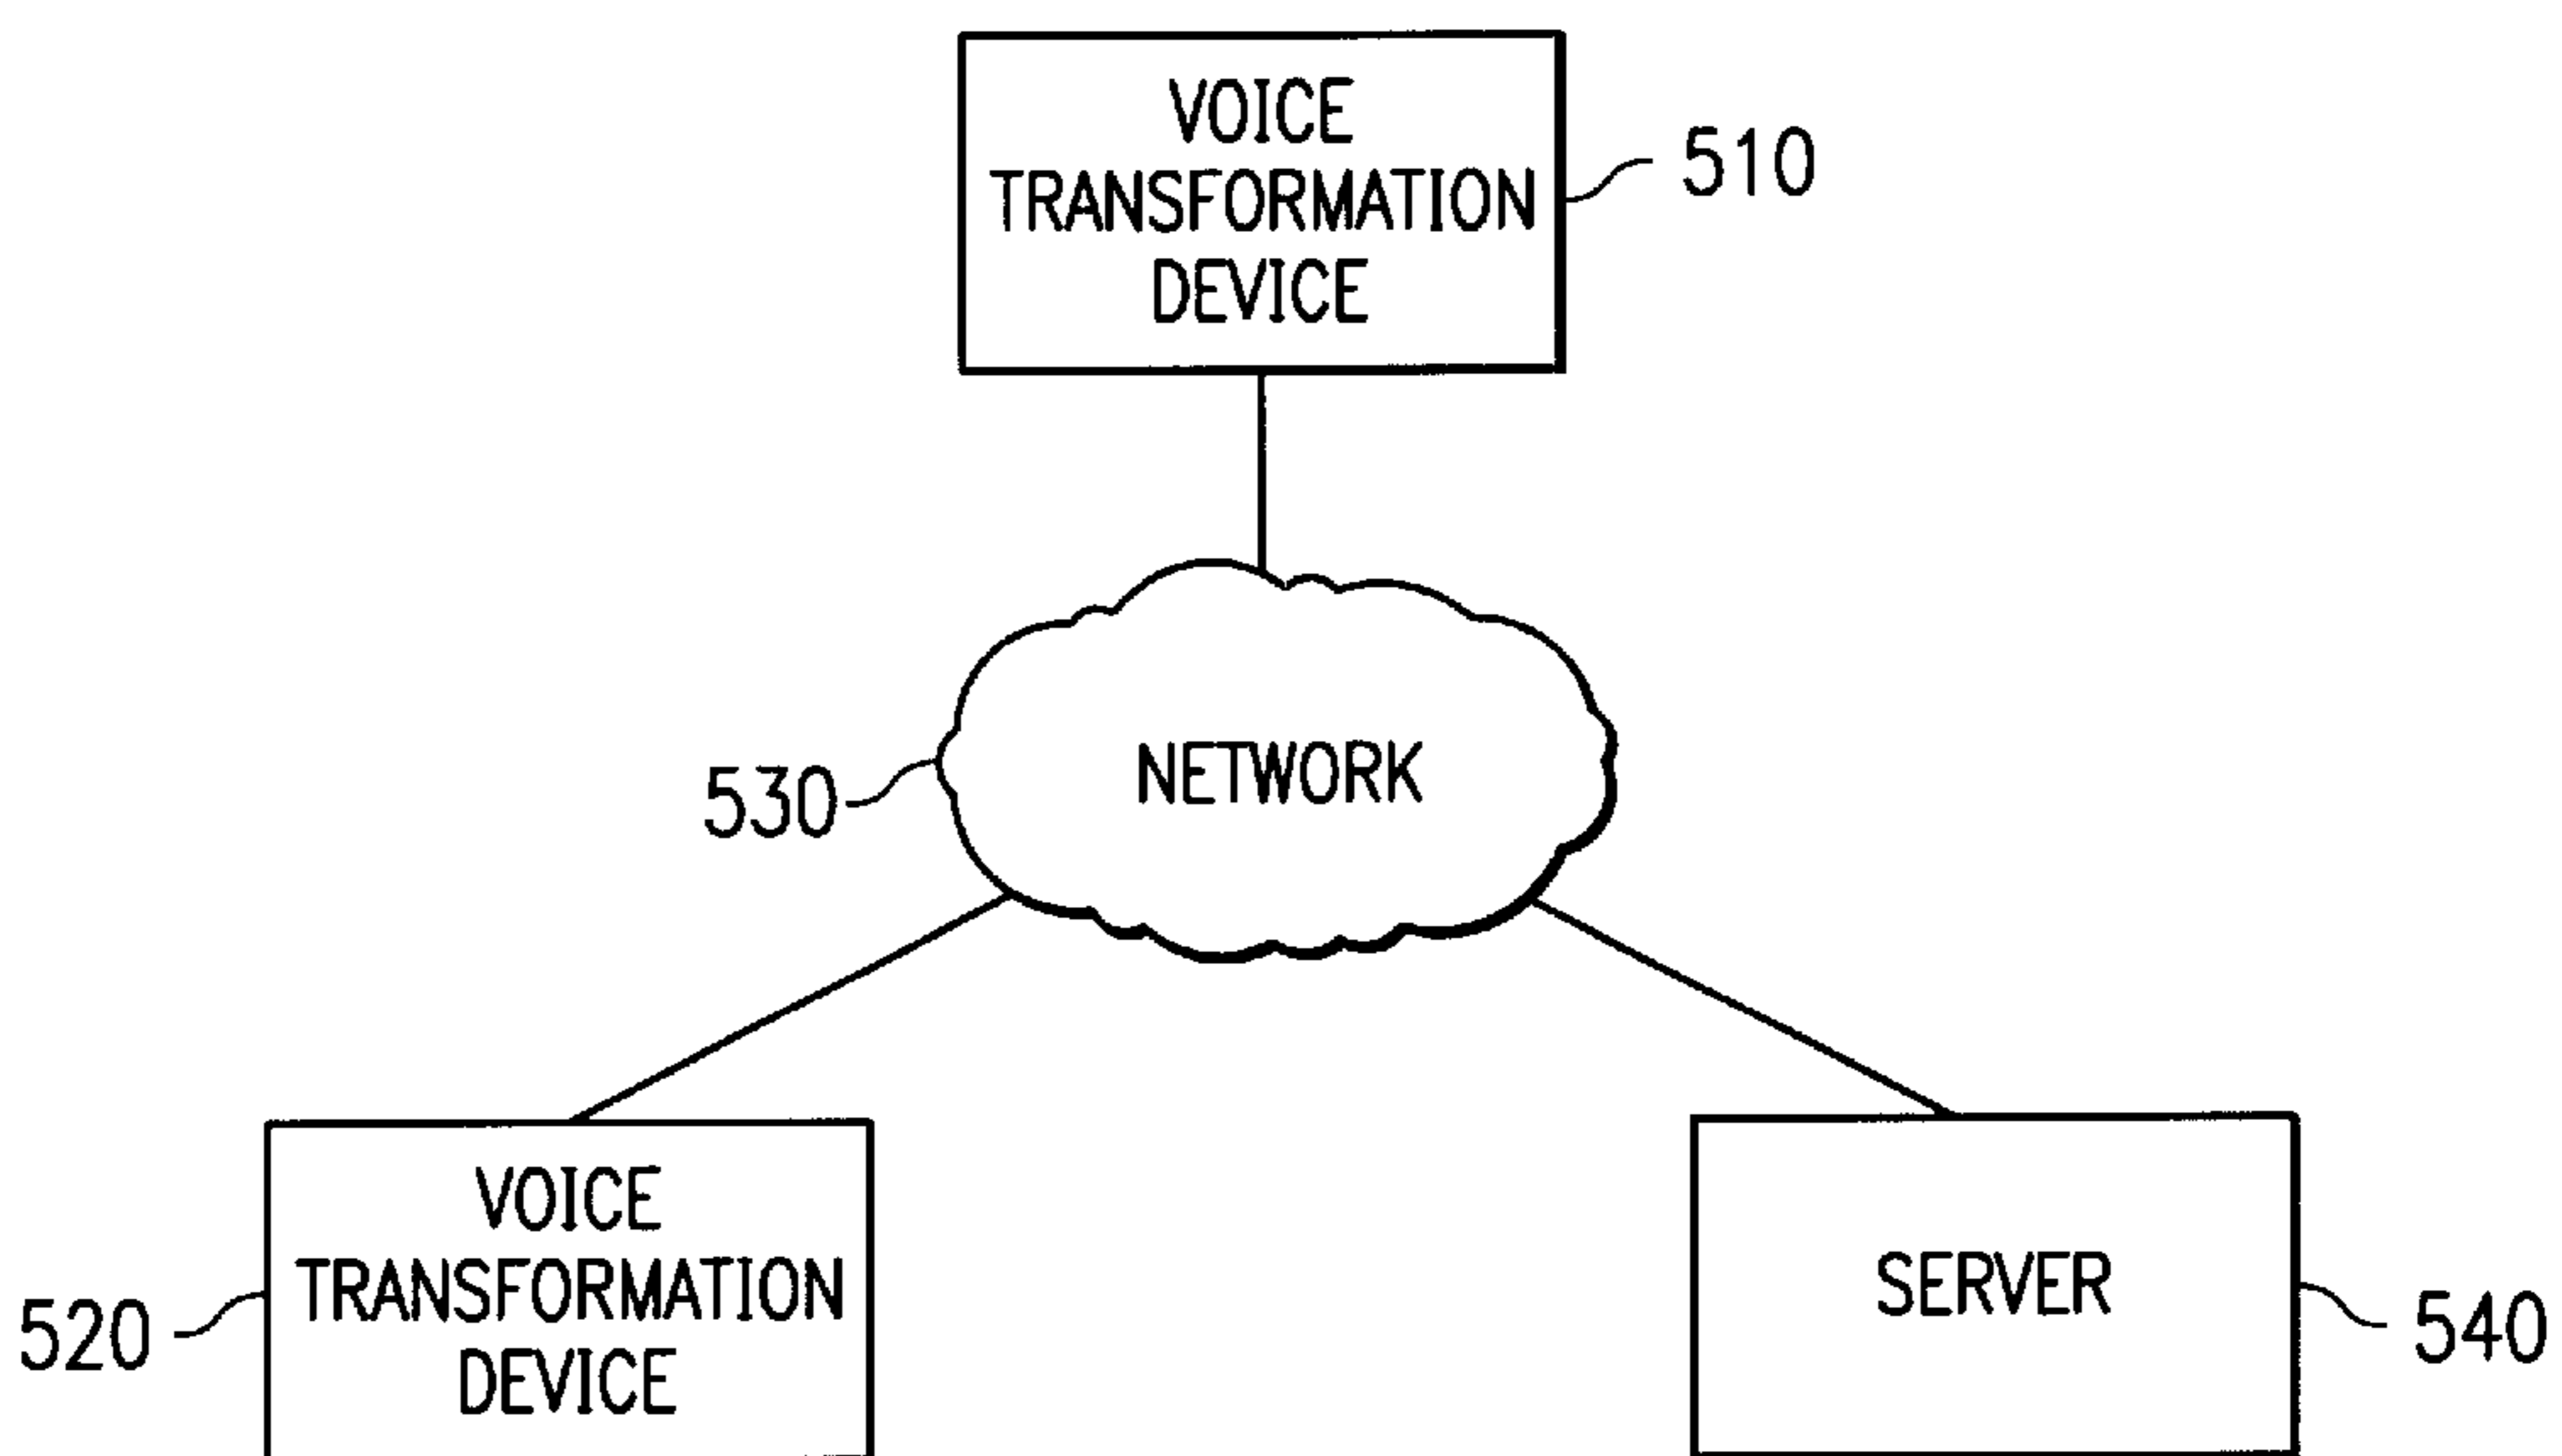 VOICE
TRANSFORMATION
DEVICE
510
NETWORK
530
VOICE
TRANSFORMATION
DEVICE
520
SERVER
540